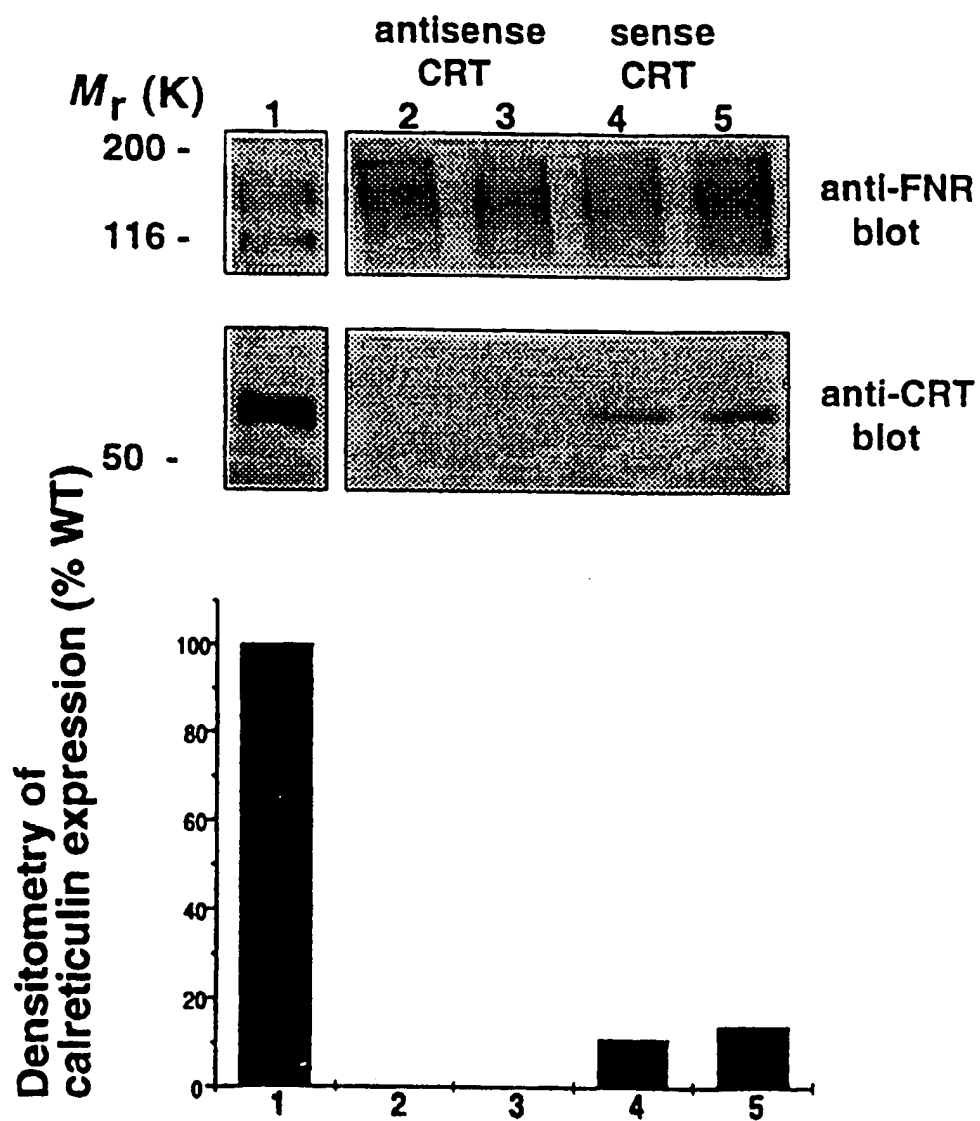 antisense CRT
sense CRT
Mr (K)
1 2 3 4 5
200 -
116 -
anti-FNR blot
50 -
anti-CRT blot
Densitometry of calreticulin expression (% WT)
100
80
60
40
20
0
1 2 3 4 5